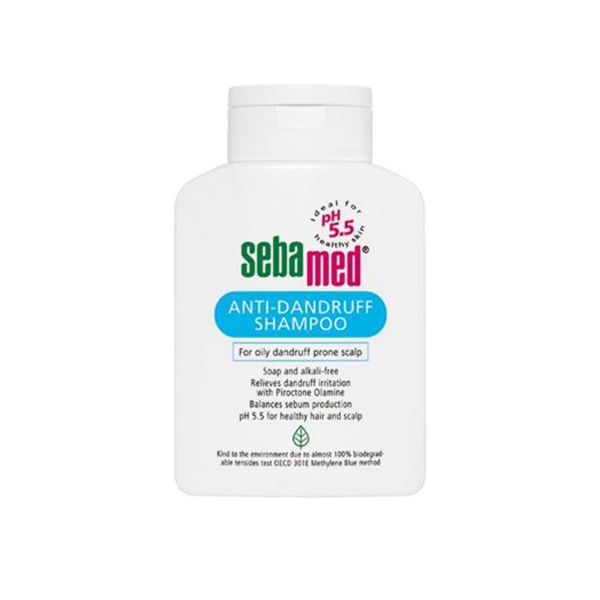 ideal for
pH
5.5
healthy skin
sebamed®
ANTI-DANDRUFF
SHAMPOO
For oily dandruff prone scalp
Soap and alkali-free
Relieves dandruff irritation
with Piroctone Olamine
Balances sebum production
pH 5.5 for healthy hair and scalp
Kind to the environment due to almost 100% biodegrad-
able tensides test OECD 301E Methylene Blue method